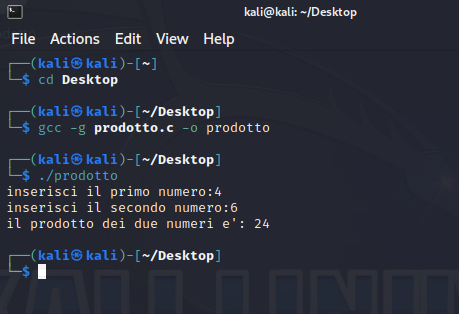 kali@kali: ~/Desktop
File Actions Edit View Help
┌──(kali㉿kali)-[~]
└─$ cd Desktop
┌──(kali㉿kali)-[~/Desktop]
└─$ gcc -g prodotto.c -o prodotto
┌──(kali㉿kali)-[~/Desktop]
└─$ ./prodotto
inserisci il primo numero:4
inserisci il secondo numero:6
il prodotto dei due numeri e': 24
┌──(kali㉿kali)-[~/Desktop]
└─$